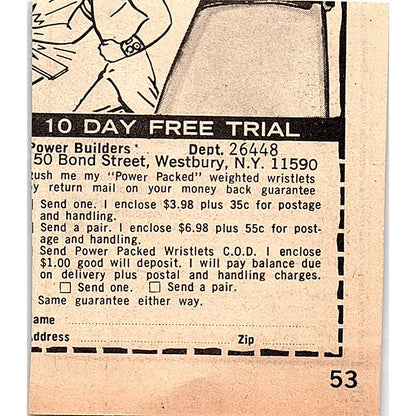 10 DAY FREE TRIAL
Power Builders Dept. 26448
50 Bond Street, Westbury, N.Y. 11590
ush me my "Power Packed" weighted wristlets
y return mail on your money back guarantee
Send one. I enclose $3.98 plus 35c for postage
and handling.
Send a pair. I enclose $6.98 plus 55c for post-
age and handling.
Send Power Packed Wristlets C.O.D. I enclose
$1.00 good will deposit. I will pay balance due
on delivery plus postal and handling charges.
☐ Send one. ☐ Send a pair.
Same guarantee either way.
ame
ddress Zip
53